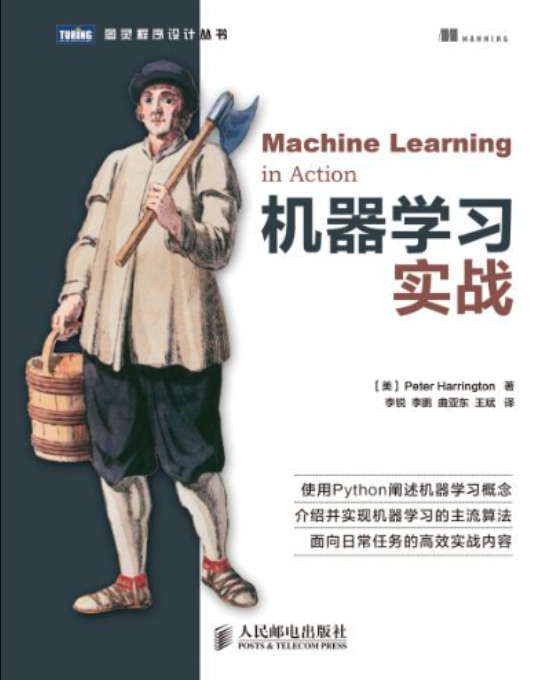 TURING 图灵程序设计丛书
MANNING
Machine Learning
in Action
机器学习
实战
［美］Peter Harrington 著
李锐 李鹏 曲亚东 王斌 译
使用Python阐述机器学习概念
介绍并实现机器学习的主流算法
面向日常任务的高效实战内容
人民邮电出版社
POSTS & TELECOM PRESS